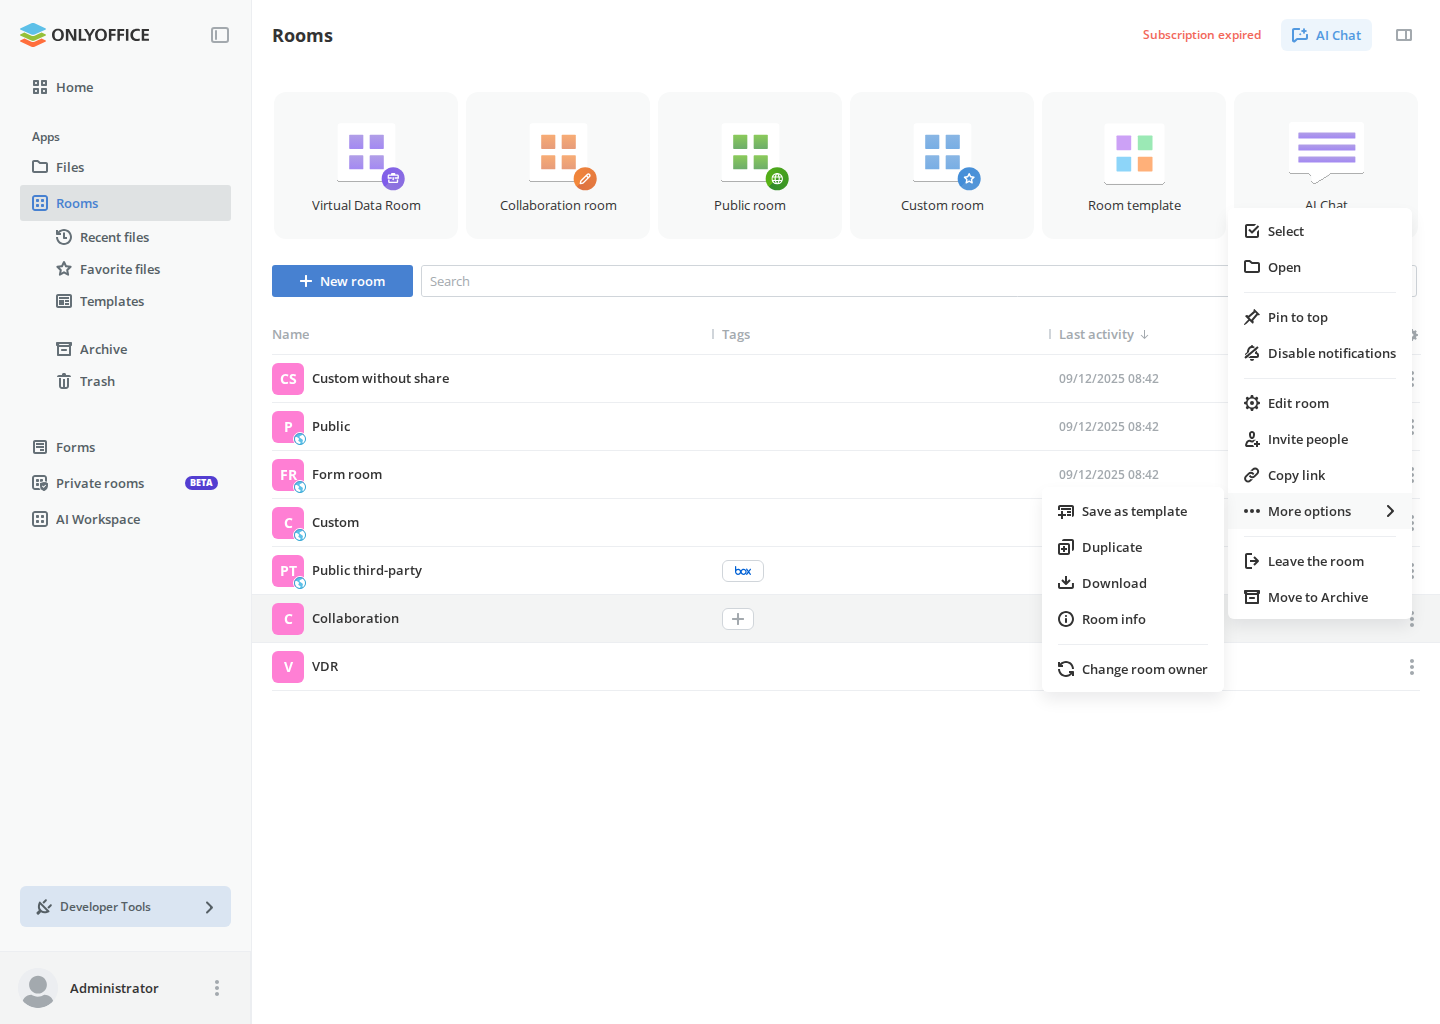 ONLYOFFICE
Home
Apps
Files
Rooms
Recent files
Favorite files
Templates
Archive
Trash
Forms
Private rooms BETA
AI Workspace
Developer Tools
Administrator
Rooms
Subscription expired
AI Chat
Virtual Data Room
Collaboration room
Public room
Custom room
Room template
AI Chat
New room
Search
Name
Tags
Last activity
CS Custom without share 09/12/2025 08:42
P Public 09/12/2025 08:42
FR Form room 09/12/2025 08:42
C Custom
PT Public third-party box
C Collaboration
V VDR
Select
Open
Pin to top
Disable notifications
Edit room
Invite people
Copy link
More options
Leave the room
Move to Archive
Save as template
Duplicate
Download
Room info
Change room owner